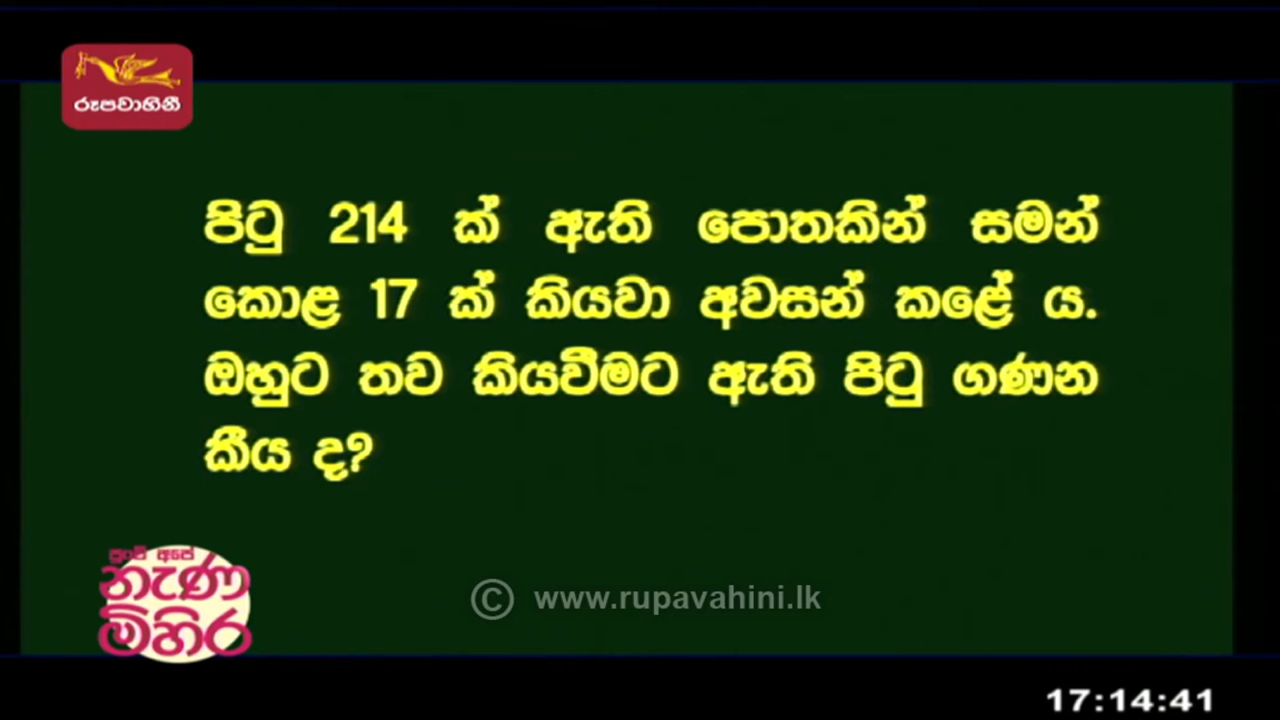 රූපවාහිනී
පිටු 214 ක් ඇති පොතකින් සමන්
කොළ 17 ක් කියවා අවසන් කළේ ය.
ඔහුට තව කියවීමට ඇති පිටු ගණන
කීය ද?
පුංචි අපේ
නැණ
මිහිර
© www.rupavahini.lk
17:14:41